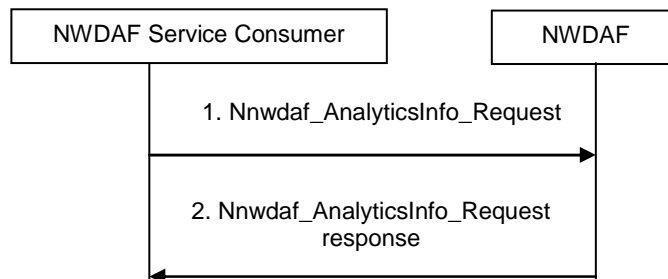 NWDAF Service Consumer
NWDAF
1. Nnwdaf_AnalyticsInfo_Request
2. Nnwdaf_AnalyticsInfo_Request
response